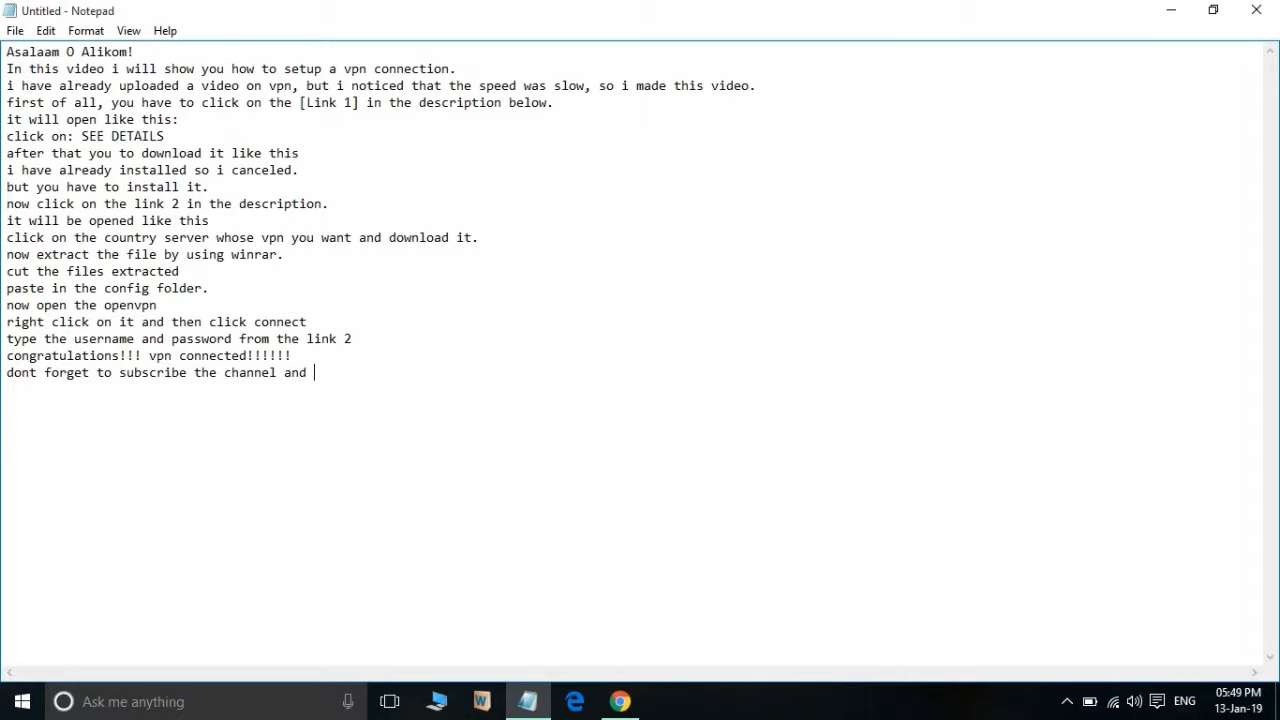 Untitled - Notepad
File Edit Format View Help
Asalaam O Alikom!
In this video i will show you how to setup a vpn connection.
i have already uploaded a video on vpn, but i noticed that the speed was slow, so i made this video.
first of all, you have to click on the [Link 1] in the description below.
it will open like this:
click on: SEE DETAILS
after that you to download it like this
i have already installed so i canceled.
but you have to install it.
now click on the link 2 in the description.
it will be opened like this
click on the country server whose vpn you want and download it.
now extract the file by using winrar.
cut the files extracted
paste in the config folder.
now open the openvpn
right click on it and then click connect
type the username and password from the link 2
congratulations!!! vpn connected!!!!!!
dont forget to subscribe the channel and
Ask me anything
ENG
05:49 PM
13-Jan-19